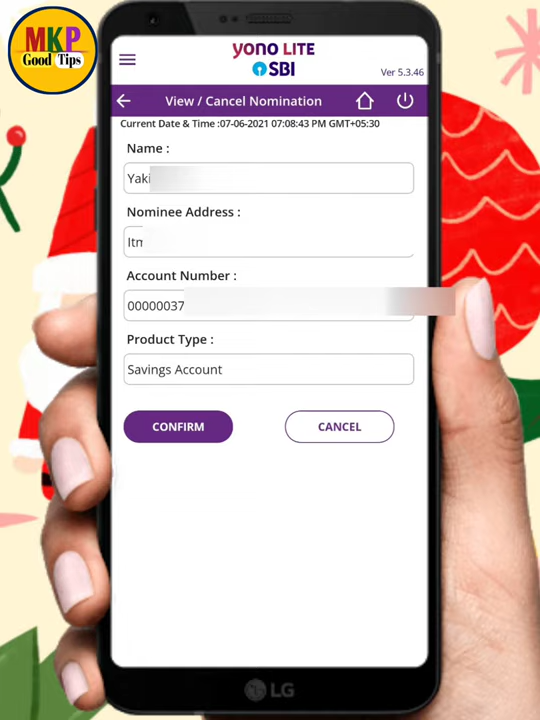 MKP
Good Tips
yono LITE
SBI
Ver 5.3.46
View / Cancel Nomination
Current Date & Time :07-06-2021 07:08:43 PM GMT+05:30
Name :
Yaki
Nominee Address :
Product Type :
Account Number :
00000037
Savings Account
CONFIRM CANCEL
LG